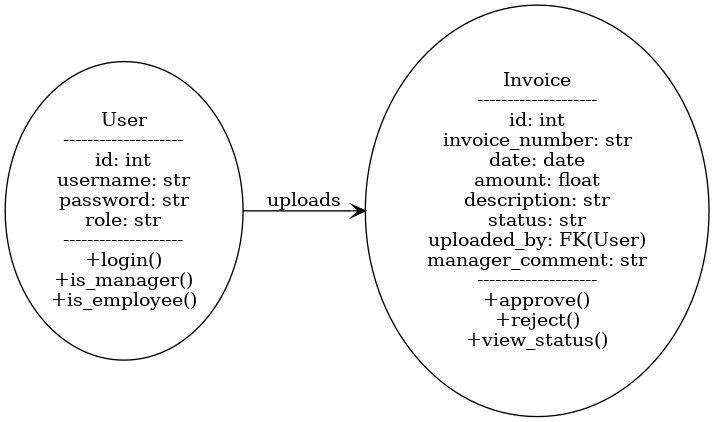 User
--------------------
id: int
username: str
password: str
role: str
--------------------
+login()
+is_manager()
+is_employee()
uploads
Invoice
--------------------
id: int
invoice_number: str
date: date
amount: float
description: str
status: str
uploaded_by: FK(User)
manager_comment: str
--------------------
+approve()
+reject()
+view_status()